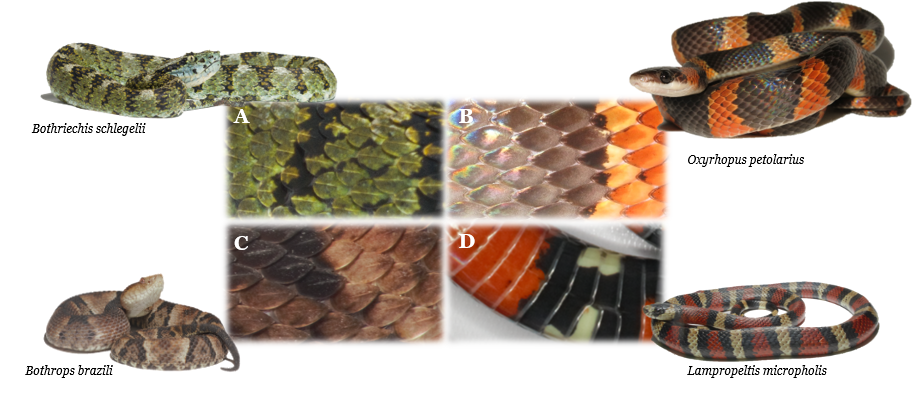 A
B
Bothriechis schlegelii
Oxyrhopus petolarius
C
D
Bothrops brazili
Lampropeltis micropholis